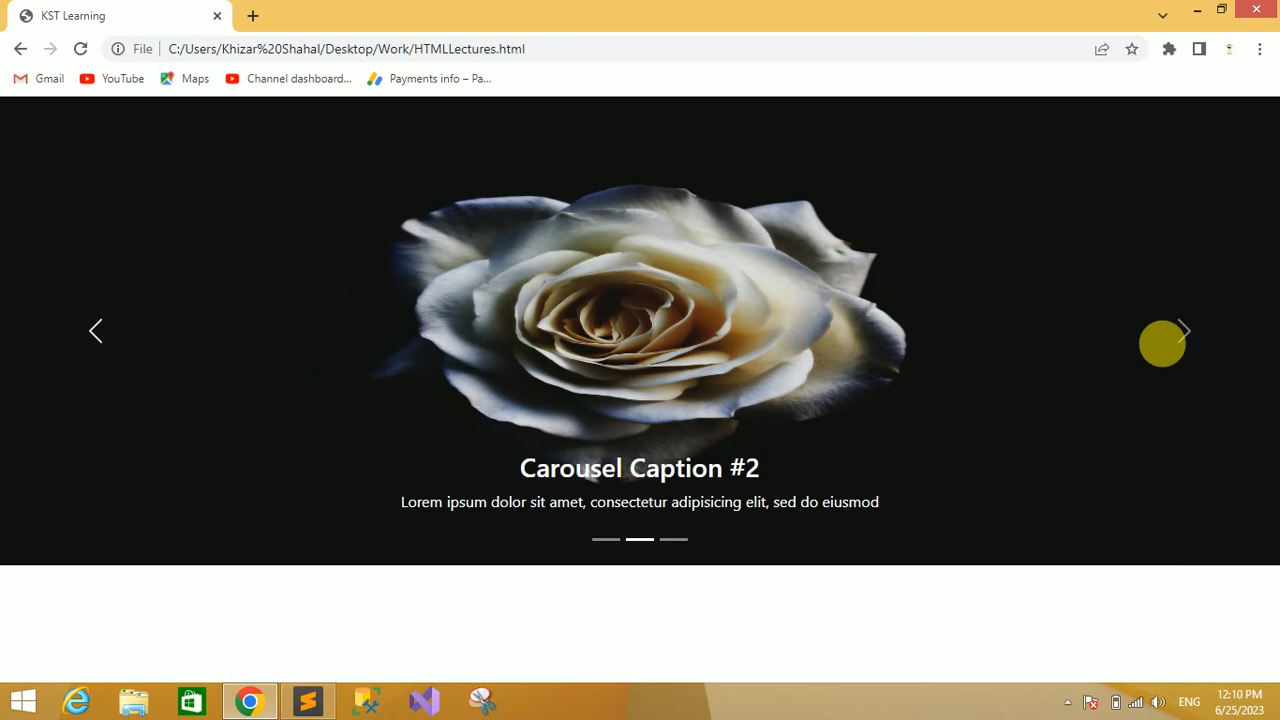 KST Learning
File
C:/Users/Khizar%20Shahal/Desktop/Work/HTMLLectures.html
Gmail
YouTube
Maps
Channel dashboard...
Payments info – Pa...
Carousel Caption #2
Lorem ipsum dolor sit amet, consectetur adipisicing elit, sed do eiusmod
ENG
12:10 PM
6/25/2023